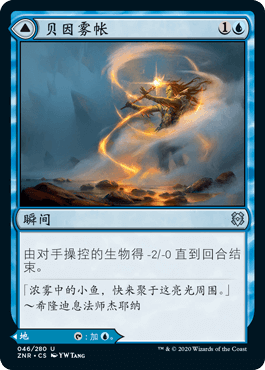 贝因雾帐 1
瞬间
由对手操控的生物得 -2/-0 直到回合结
束。
「浓雾中的小鱼，快来聚于这亮光周围。」
～希隆迪息法师杰耶纳
地 ：加 。
046/280 U
ZNR • CS YW TANG
™ & © 2020 Wizards of the Coast